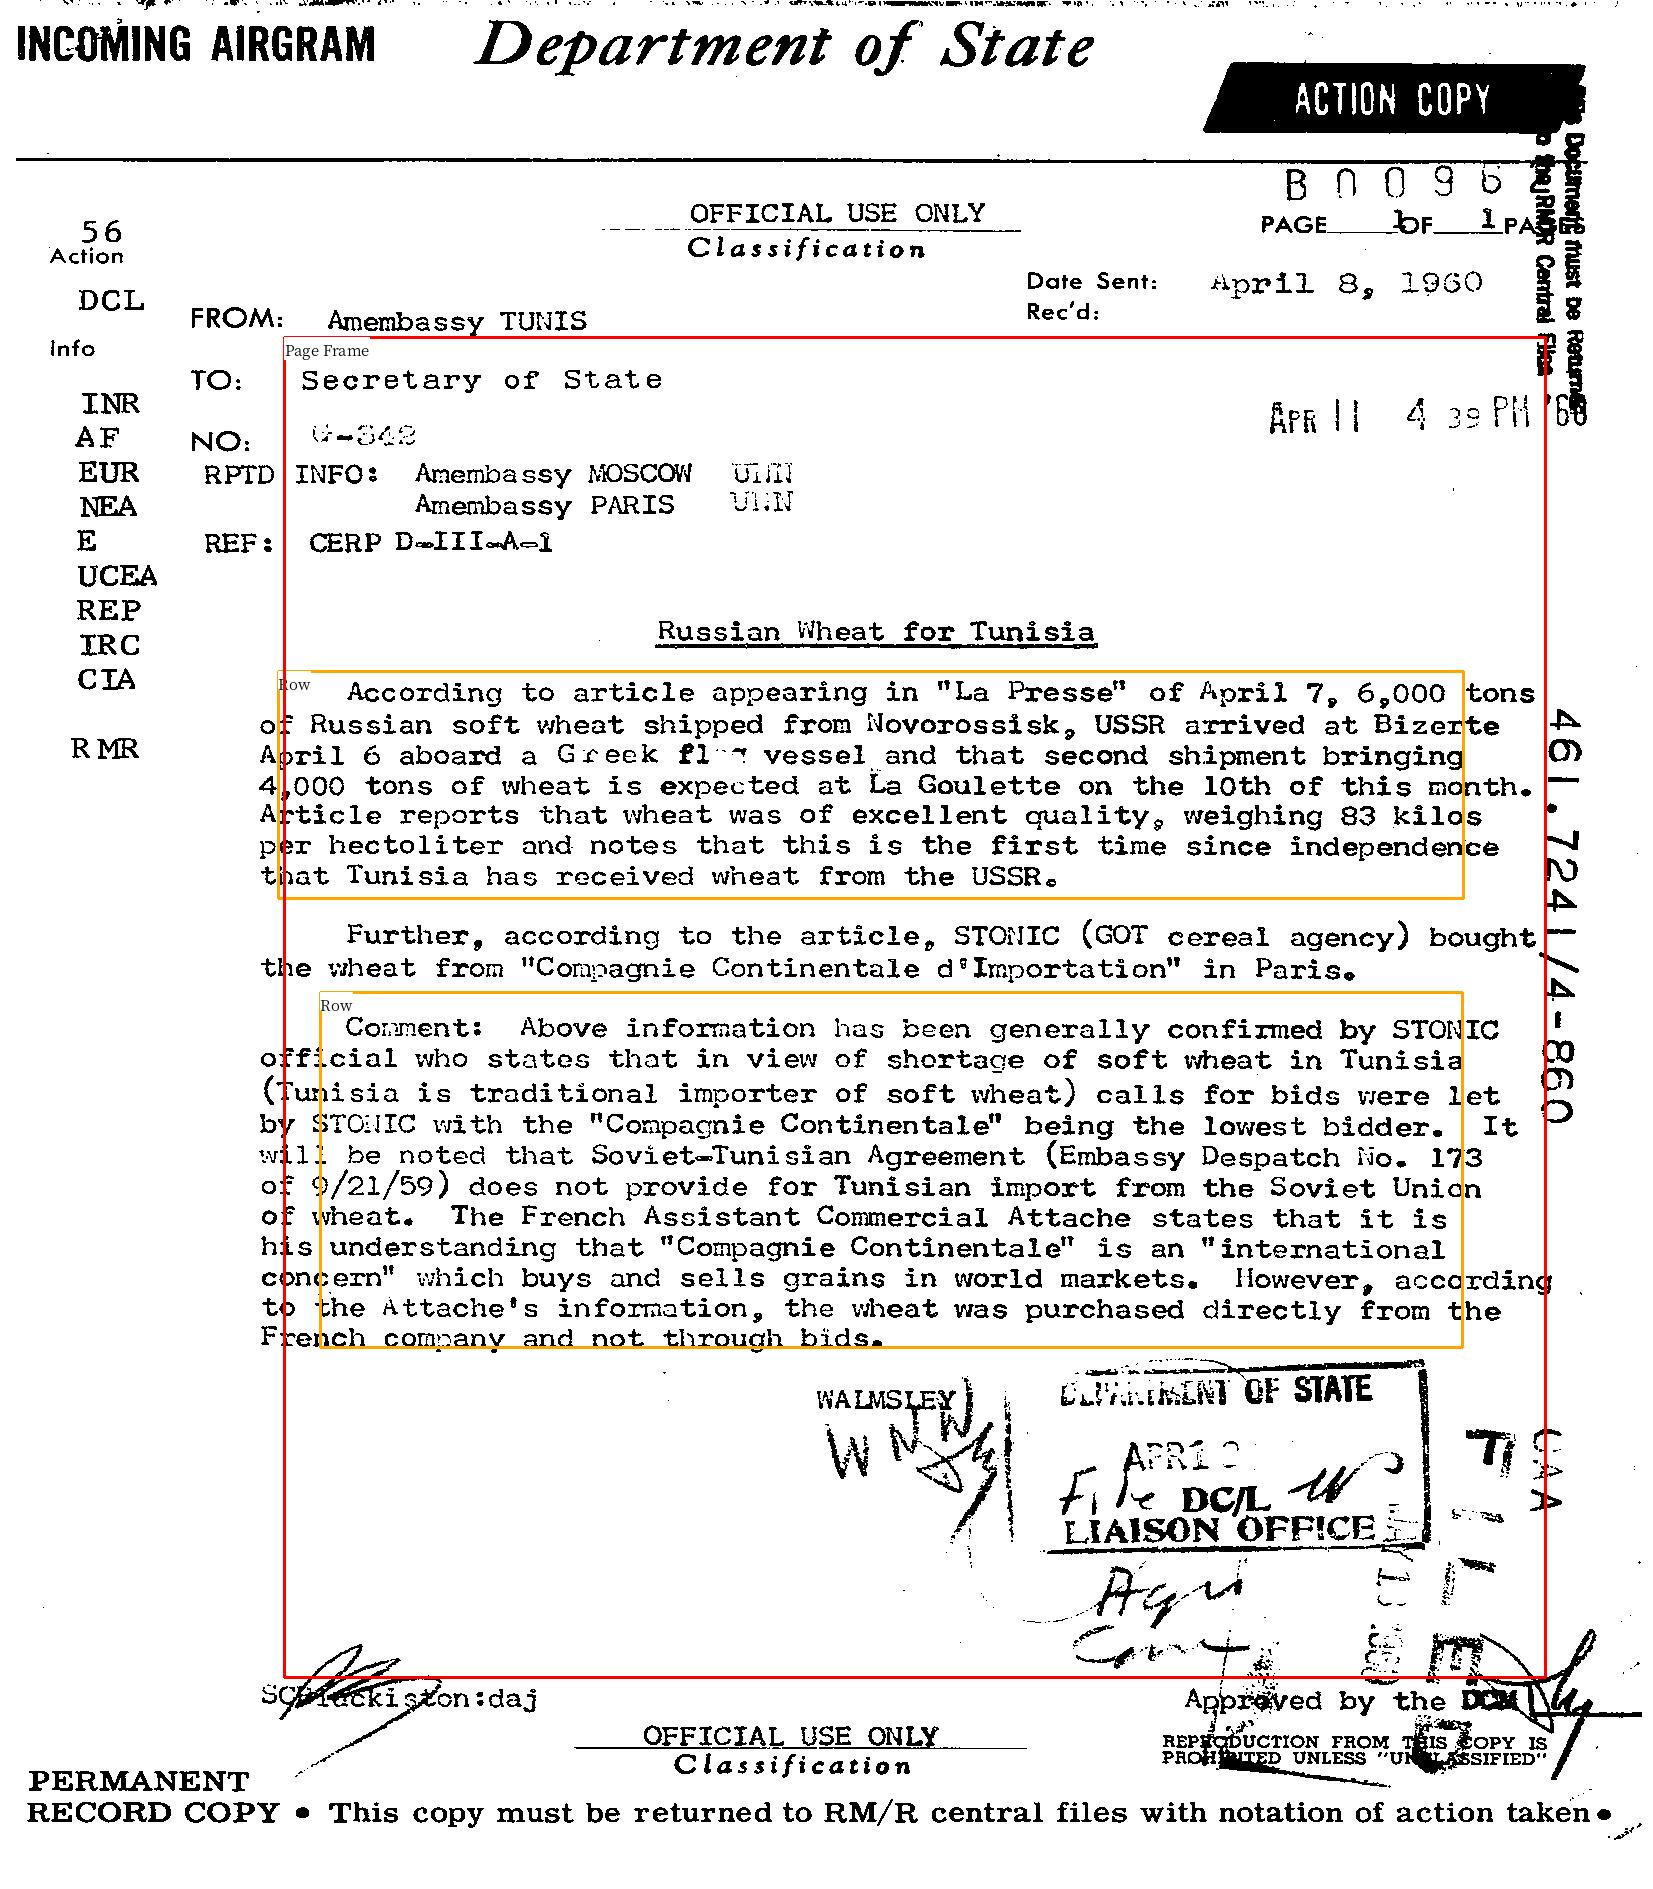 INCOMING AIRGRAM Department of State
ACTION COPY
B 0096
OFFICIAL USE ONLY
Classification
PAGE 1 OF 1
56
Action
DCL
Date Sent: April 8, 1960
Rec'd:
FROM: Amembassy TUNIS
Info
Page Frame
TO: Secretary of State
APR 11 4 39 PM '60
NO: G-342
RPTD INFO: Amembassy MOSCOW
Amembassy PARIS
REF: CERP D-III-A-1
INR
AF
EUR
NEA
E
UCEA
REP
IRC
CIA
RMR
Document must be Returned
to the RMR Central Files
Russian Wheat for Tunisia
Row
According to article appearing in "La Presse" of April 7, 6,000 tons
of Russian soft wheat shipped from Novorossisk, USSR arrived at Bizerte
April 6 aboard a Greek vessel and that second shipment bringing
4,000 tons of wheat is expected at La Goulette on the 10th of this month.
Article reports that wheat was of excellent quality, weighing 83 kilos
per hectoliter and notes that this is the first time since independence
that Tunisia has received wheat from the USSR.
Further, according to the article, STONIC (GOT cereal agency) bought
the wheat from "Compagnie Continentale d'Importation" in Paris.
Row
Comment: Above information has been generally confirmed by STONIC
official who states that in view of shortage of soft wheat in Tunisia
(Tunisia is traditional importer of soft wheat) calls for bids were let
by STONIC with the "Compagnie Continentale" being the lowest bidder. It
will be noted that Soviet-Tunisian Agreement (Embassy Despatch No. 173
of 9/21/59) does not provide for Tunisian import from the Soviet Union
of wheat. The French Assistant Commercial Attache states that it is
his understanding that "Compagnie Continentale" is an "international
concern" which buys and sells grains in world markets. However, according
to the Attache's information, the wheat was purchased directly from the
French company and not through bids.
461.7241/4-860
WALMSLEY
DEPARTMENT OF STATE
File DC/L
LIAISON OFFICE
FILED
Approved by the DCM
OFFICIAL USE ONLY
Classification
REPRODUCTION FROM THIS COPY IS
PROHIBITED UNLESS "UNCLASSIFIED"
PERMANENT
RECORD COPY • This copy must be returned to RM/R central files with notation of action taken •